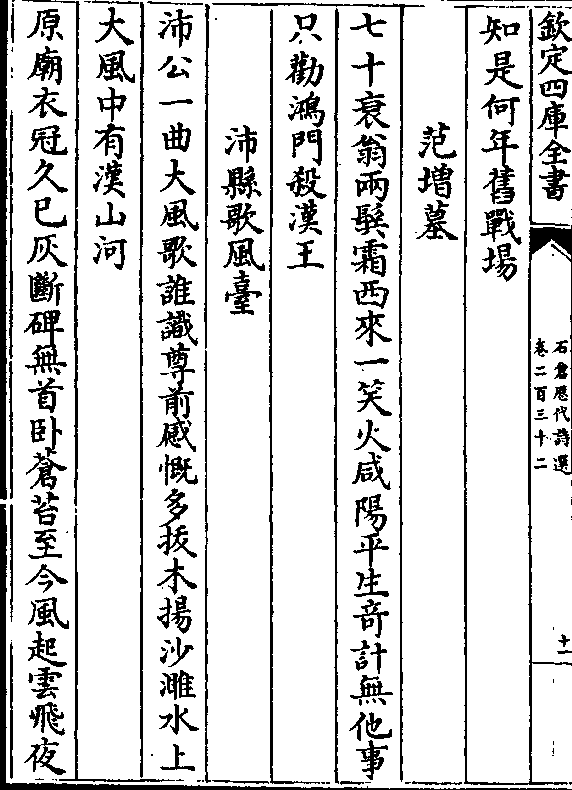 欽定四庫全書
石倉歷代詩選
卷二百三十二
十一
知是何年舊戰場
范増墓
七十衰翁兩鬂霜西來一笑火咸陽平生竒計無他事
只勸鴻門殺漢王
沛縣歌風臺
沛公一曲大風歌誰識尊前感慨多拔木揚沙濉水上
大風中有漢山河
原廟衣冠久已灰斷碑無首卧蒼苔至今風起雲飛夜